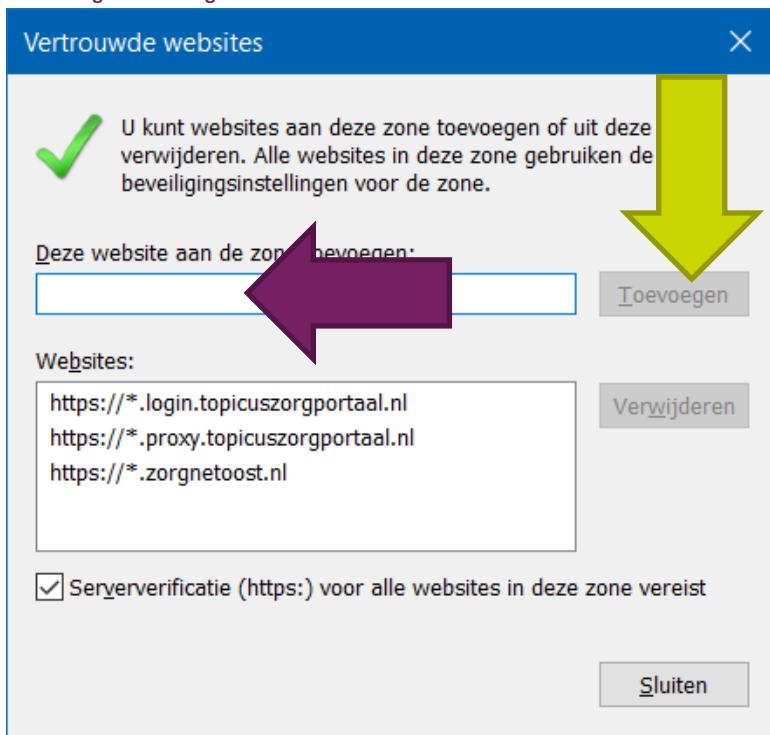 Vertrouwde websites
U kunt websites aan deze zone toevoegen of uit deze
verwijderen. Alle websites in deze zone gebruiken de
beveiligingsinstellingen voor de zone.
Deze website aan de zone toevoegen:
Toevoegen
Websites:
https://*.login.topicuszorgportaal.nl
https://*.proxy.topicuszorgportaal.nl
https://*.zorgnetoost.nl
Verwijderen
Serververificatie (https:) voor alle websites in deze zone vereist
Sluiten